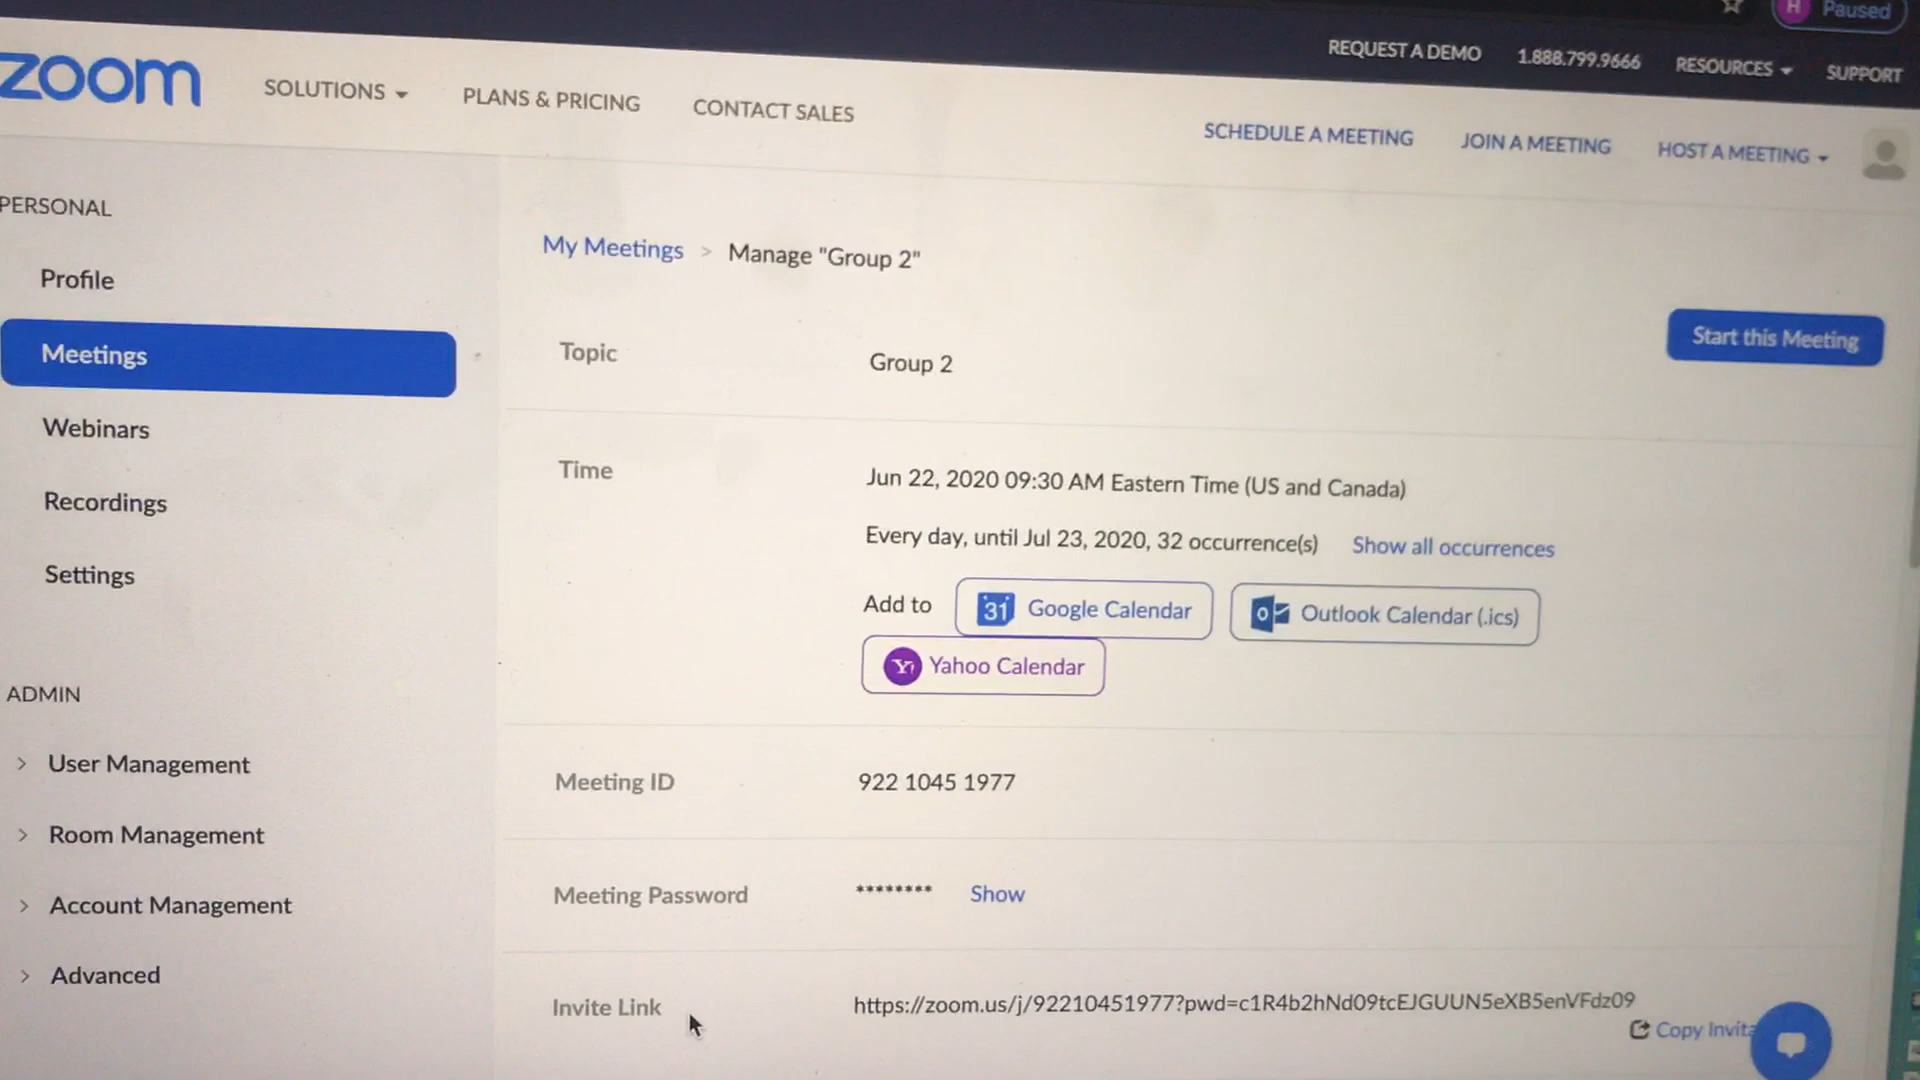 H Paused
REQUEST A DEMO 1.888.799.9666 RESOURCES SUPPORT
zoom SOLUTIONS PLANS & PRICING CONTACT SALES SCHEDULE A MEETING JOIN A MEETING HOST A MEETING
PERSONAL
Profile
Meetings
Webinars
Recordings
Settings
ADMIN
> User Management
> Room Management
> Account Management
> Advanced
My Meetings > Manage "Group 2"
Start this Meeting
Topic Group 2
Time Jun 22, 2020 09:30 AM Eastern Time (US and Canada)
Every day, until Jul 23, 2020, 32 occurrence(s) Show all occurrences
Add to 31 Google Calendar Outlook Calendar (.ics)
Yahoo Calendar
Meeting ID 922 1045 1977
Meeting Password ******** Show
Invite Link https://zoom.us/j/92210451977?pwd=c1R4b2hNd09tcEJGUUN5eXB5enVFdz09
Copy Invita